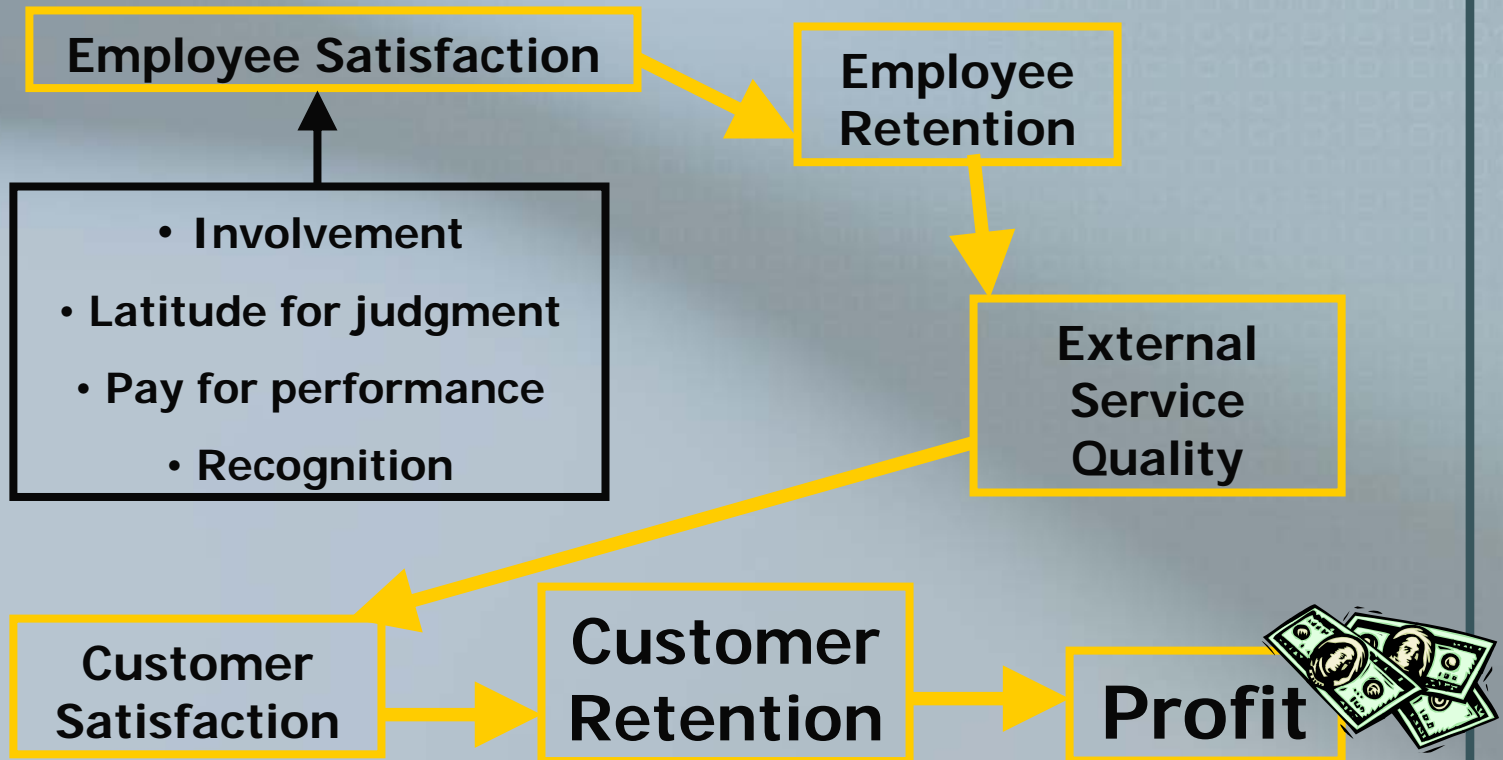 Employee Satisfaction
Employee
Retention
• Involvement
• Latitude for judgment
• Pay for performance
• Recognition
External
Service
Quality
Customer
Satisfaction
Customer
Retention
Profit